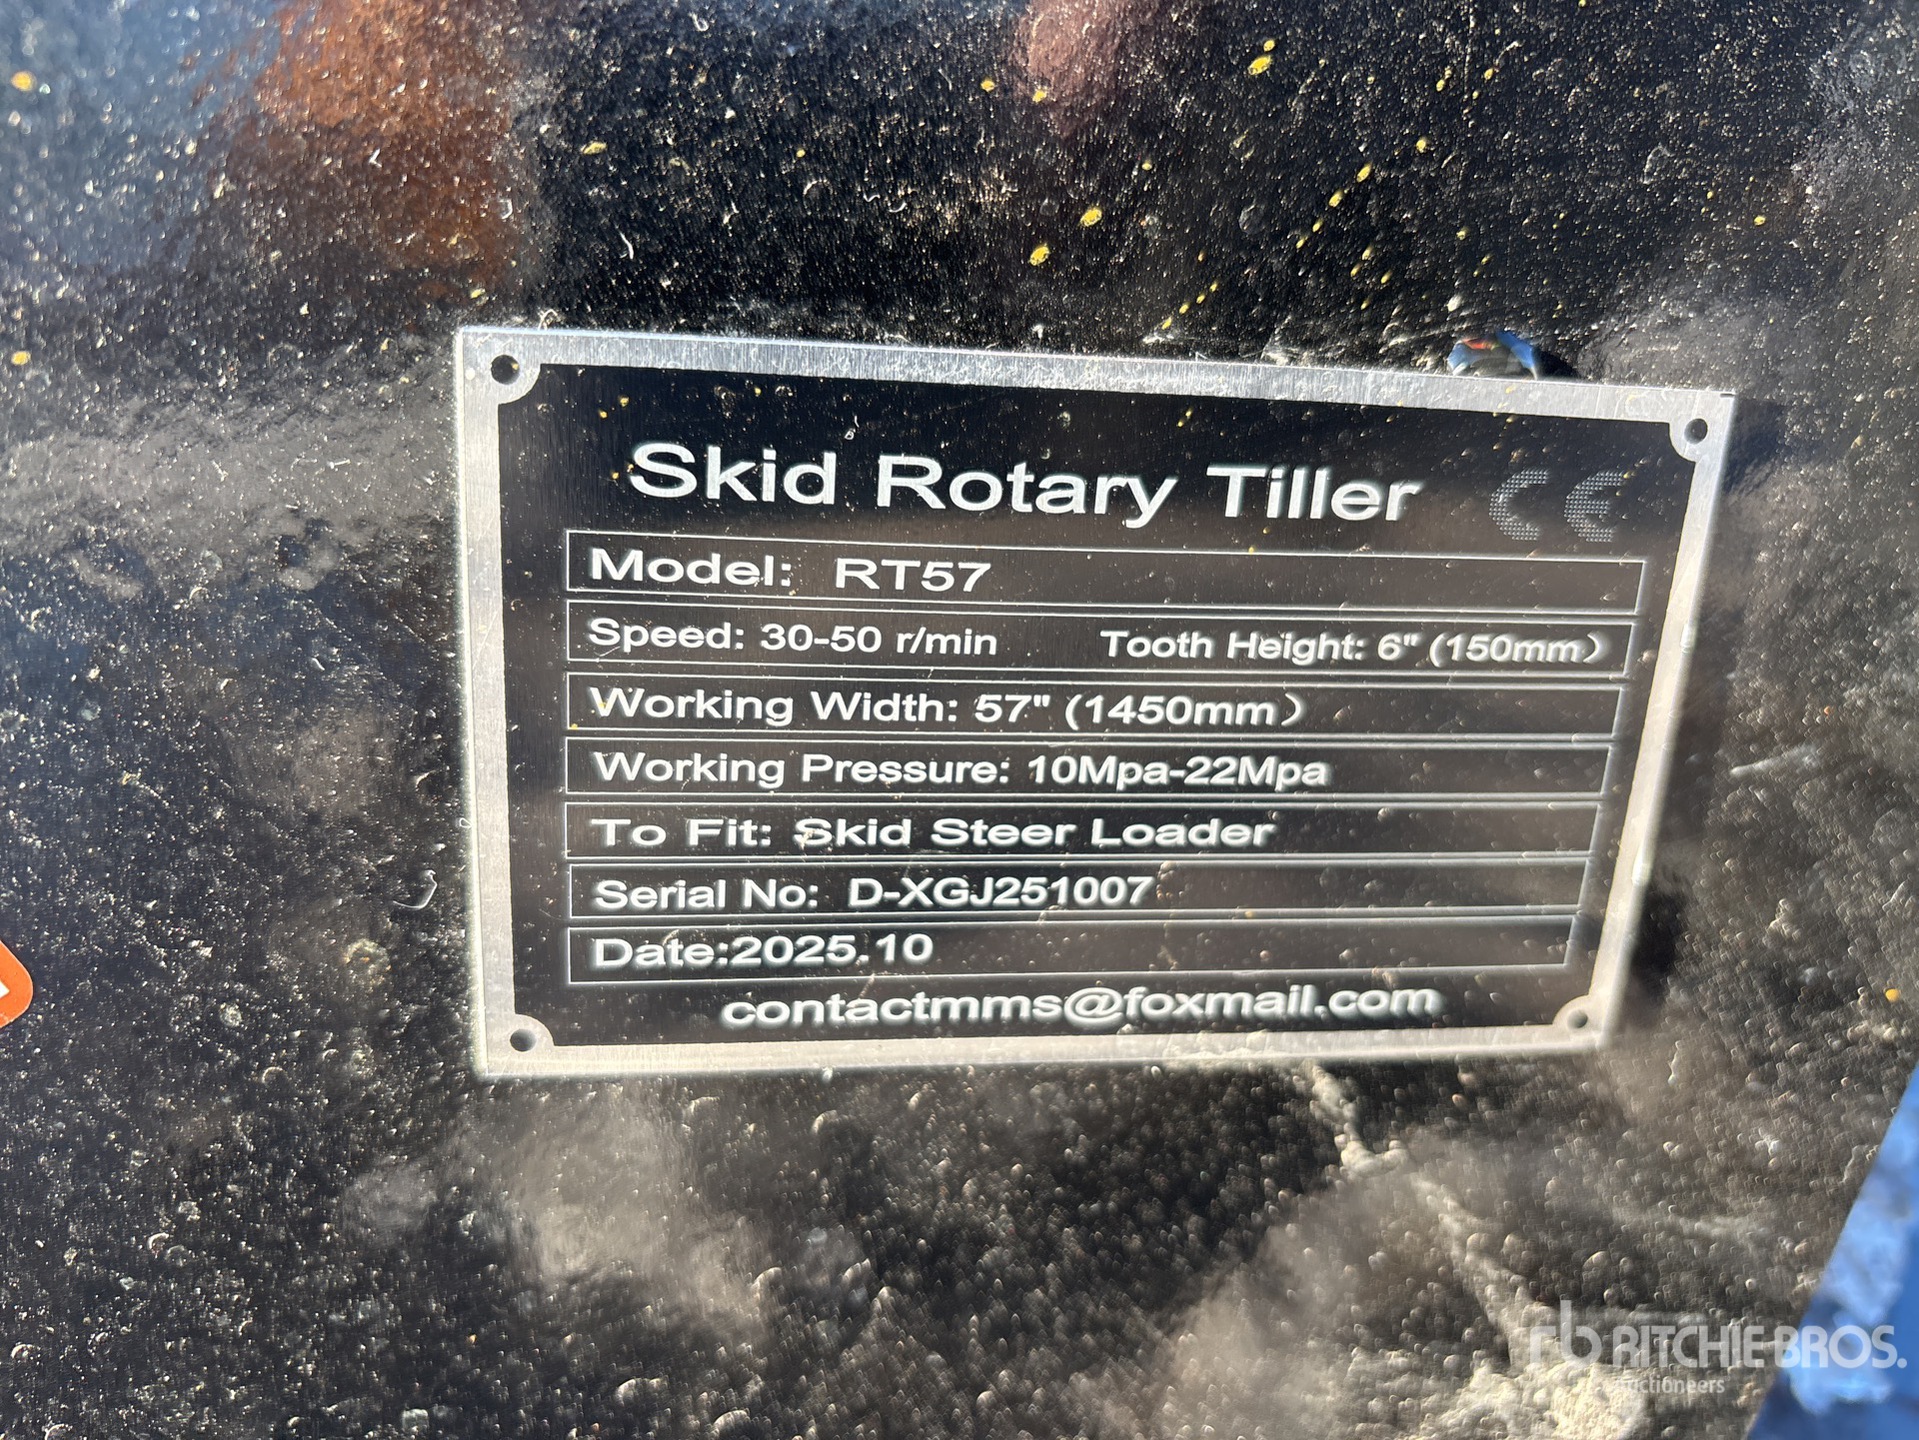 Skid Rotary Tiller CE
Model: RT57
Speed: 30-50 r/min Tooth Height: 6" (150mm）
Working Width: 57" (1450mm）
Working Pressure: 10Mpa-22Mpa
To Fit: Skid Steer Loader
Serial No: D-XGJ251007
Date:2025.10
contactmms@foxmail.com
rb RITCHIE BROS.
Auctioneers